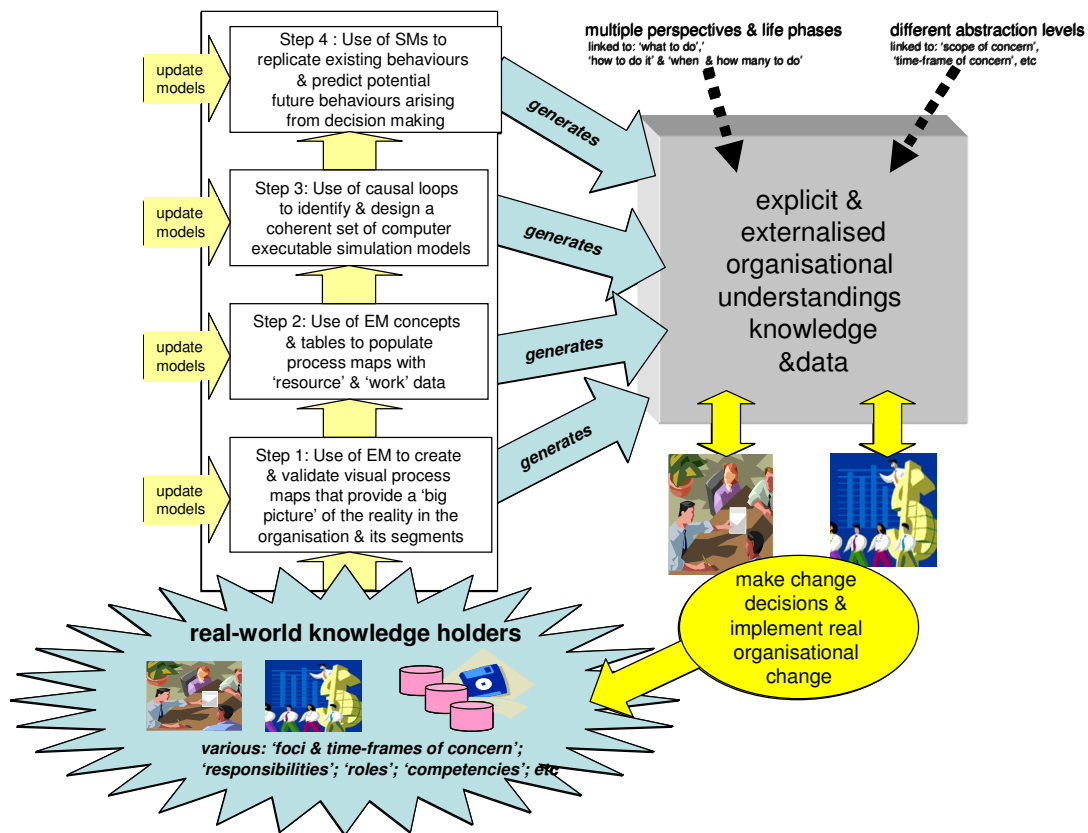 Step 4 : Use of SMs to
replicate existing behaviours
& predict potential
future behaviours arising
from decision making
update
models
generates
multiple perspectives & life phases
linked to: ‘what to do’,’
‘how to do it’ & ‘when & how many to do’
different abstraction levels
linked to: ‘scope of concern’,
‘time-frame of concern’, etc
Step 3: Use of causal loops
to identify & design a
coherent set of computer
executable simulation models
update
models
generates
explicit &
externalised
organisational
understandings
knowledge
&data
Step 2: Use of EM concepts
& tables to populate
process maps with
‘resource’ & ‘work’ data
update
models
generates
Step 1: Use of EM to create
& validate visual process
maps that provide a ‘big
picture’ of the reality in the
organisation & its segments
update
models
generates
make change
decisions &
implement real
organisational
change
real-world knowledge holders
various: ‘foci & time-frames of concern’;
‘responsibilities’; ‘roles’; ‘competencies’; etc